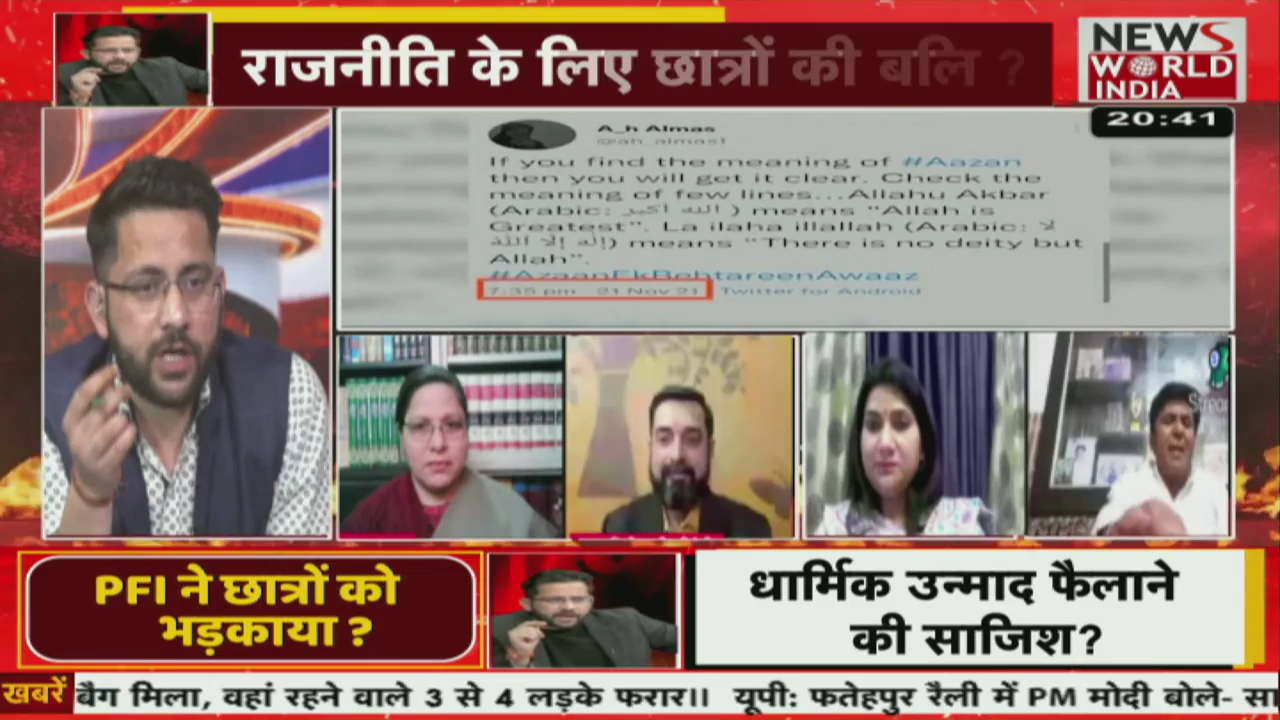 राजनीति के लिए छात्रों की बलि ?
NEWS
WORLD
INDIA
20:41
A_h Almas
@ah_almas1
If you find the meaning of #Aazan
then you will get it clear. Check the
meaning of few lines...Allahu Akbar
(Arabic: الله أكبر) means "Allah is
Greatest". La ilaha illallah (Arabic: لا
إله إلا الله) means "There is no deity but
Allah".
#AzaanEkBehtareenAwaaz
7:35 pm 21 Nov 21 Twitter for Android
Strea
PFI ने छात्रों को
भड़काया ?
धार्मिक उन्माद फैलाने
की साजिश?
खबरें बैग मिला, वहां रहने वाले 3 से 4 लड़के फरार।। यूपी: फतेहपुर रैली में PM मोदी बोले- सा